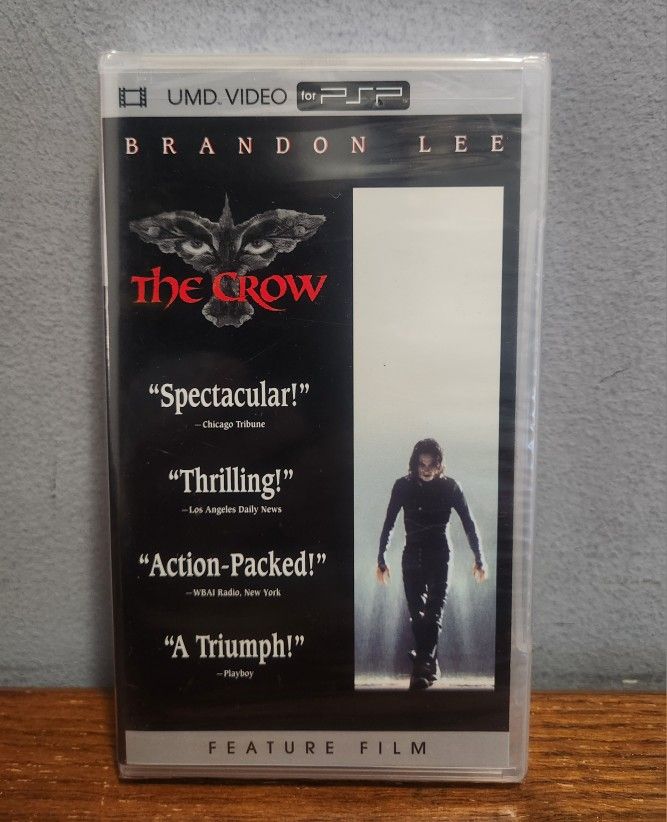 UMD™ VIDEO for PSP
BRANDON LEE
THE CROW
“Spectacular!”
–Chicago Tribune
“Thrilling!”
–Los Angeles Daily News
“Action-Packed!”
–WBAI Radio, New York
“A Triumph!”
–Playboy
FEATURE FILM